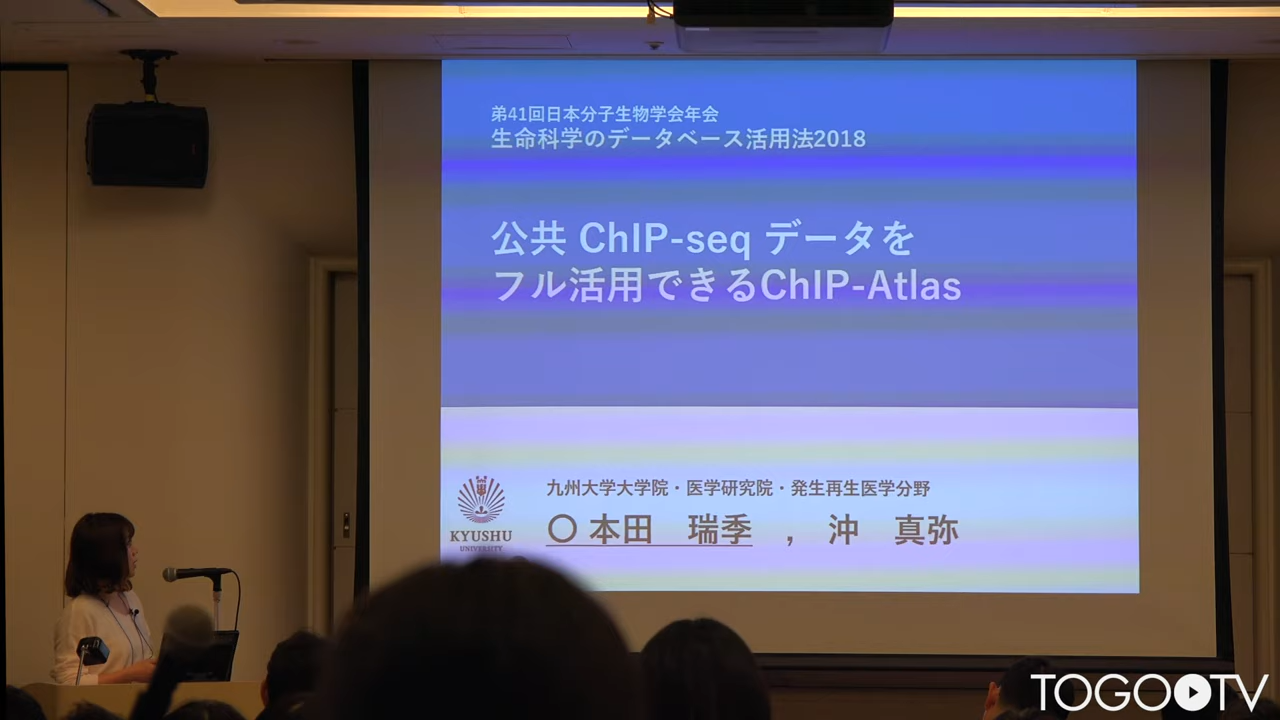 第41回日本分子生物学会年会
生命科学のデータベース活用法2018
公共 ChIP-seq データを
フル活用できるChIP-Atlas
九州大学大学院・医学研究院・発生再生医学分野
〇 本田　瑞季　,　沖　真弥
KYUSHU
UNIVERSITY
TOGOTV